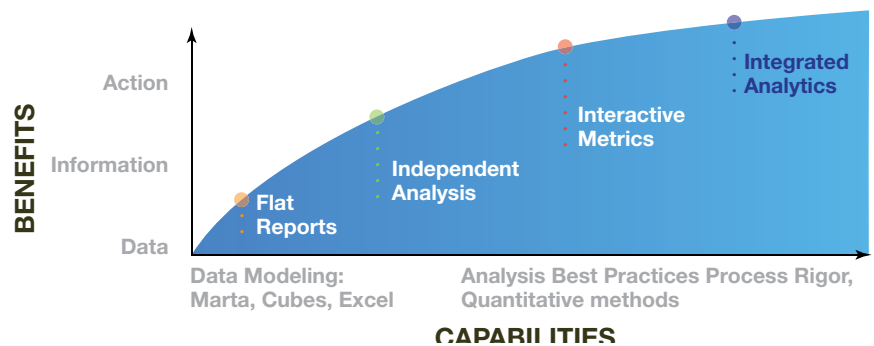 BENEFITS
Action
Information
Data
Flat
Reports
Independent
Analysis
Interactive
Metrics
Integrated
Analytics
Data Modeling:
Marta, Cubes, Excel
Analysis Best Practices Process Rigor,
Quantitative methods
CAPABILITIES